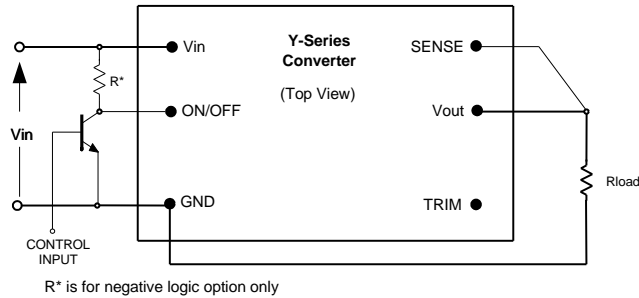 Y-Series
Converter
(Top View)
Vin
SENSE
R*
ON/OFF
Vout
Vin
Rload
GND
TRIM
CONTROL
INPUT
R* is for negative logic option only